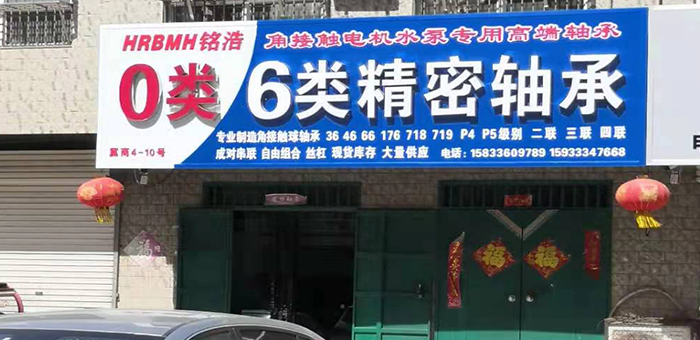 HRBMH铭浩
角接触电机水泵专用高端轴承
0类
6类精密轴承
专业制造角接触球轴承 36 46 66 176 718 719 P4 P5级别 二联 三联 四联
成对串联 自由组合 丝杠 现货库存 大量供应 电话：15833609789 15933347668
冀商4-10号
福
福
福